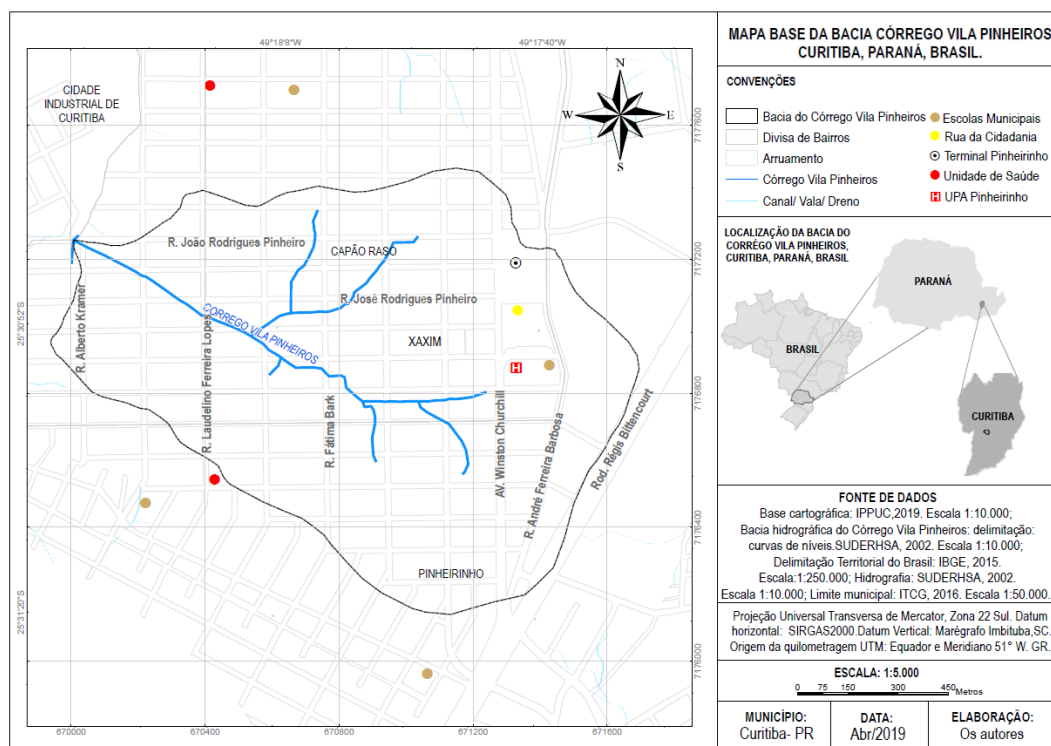 49°18'8"W
49°17'40"W
CIDADE
INDUSTRIAL DE
CURITIBA
N
W
E
S
7177600
R. João Rodrigues Pinheiro
CAPÃO RASO
7177200
R. José Rodrigues Pinheiro
25°30'52"S
R. Alberto Kramer
CÓRREGO VILA PINHEIROS
R. Laudelino Ferreira Lopes
XAXIM
H
7176800
R. Fátima Bark
AV. Winston Churchill
R. André Ferreira Barbosa
Rod. Régis Bittencourt
7176400
PINHEIRINHO
25°31'20"S
7176000
670000
670400
670800
671200
671600
MAPA BASE DA BACIA CÓRREGO VILA PINHEIROS,
CURITIBA, PARANÁ, BRASIL.
CONVENÇÕES
Bacia do Córrego Vila Pinheiros
Divisa de Bairros
Arruamento
Córrego Vila Pinheiros
Canal/ Vala/ Dreno
Escolas Municipais
Rua da Cidadania
Terminal Pinheirinho
Unidade de Saúde
H UPA Pinheirinho
LOCALIZAÇÃO DA BACIA DO
CORRÉGO VILA PINHEIROS,
CURITIBA, PARANÁ, BRASIL
PARANÁ
BRASIL
CURITIBA
FONTE DE DADOS
Base cartográfica: IPPUC,2019. Escala 1:10.000;
Bacia hidrográfica do Córrego Vila Pinheiros: delimitação:
curvas de níveis.SUDERHSA, 2002. Escala 1:10.000;
Delimitação Territorial do Brasil: IBGE, 2015.
Escala:1:250.000; Hidrografia: SUDERHSA, 2002.
Escala 1:10.000; Limite municipal: ITCG, 2016. Escala 1:50.000.
Projeção Universal Transversa de Mercator, Zona 22 Sul. Datum
horizontal: SIRGAS2000.Datum Vertical: Marégrafo Imbituba,SC.
Origem da quilometragem UTM: Equador e Meridiano 51° W. GR.
ESCALA: 1:5.000
0 75 150 300 450 Metros
MUNICÍPIO:
Curitiba- PR
DATA:
Abr/2019
ELABORAÇÃO:
Os autores